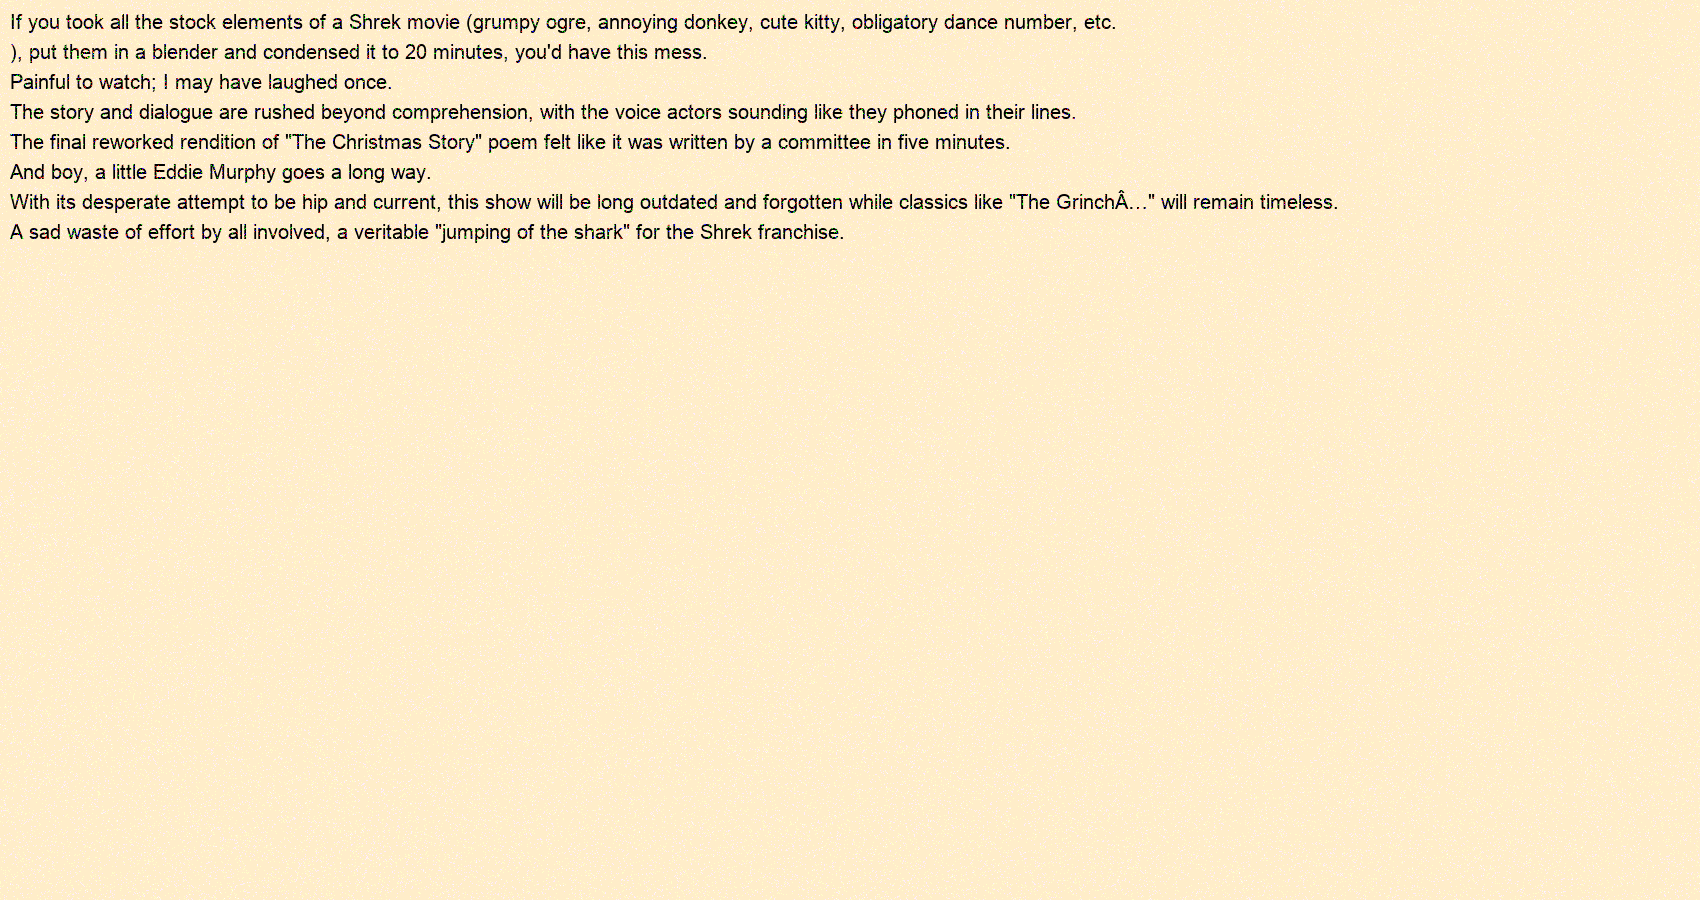 If you took all the stock elements of a Shrek movie (grumpy ogre, annoying donkey, cute kitty, obligatory dance number, etc.
), put them in a blender and condensed it to 20 minutes, you'd have this mess.
Painful to watch; I may have laughed once.
The story and dialogue are rushed beyond comprehension, with the voice actors sounding like they phoned in their lines.
The final reworked rendition of "The Christmas Story" poem felt like it was written by a committee in five minutes.
And boy, a little Eddie Murphy goes a long way.
With its desperate attempt to be hip and current, this show will be long outdated and forgotten while classics like "The GrinchÂ…" will remain timeless.
A sad waste of effort by all involved, a veritable "jumping of the shark" for the Shrek franchise.